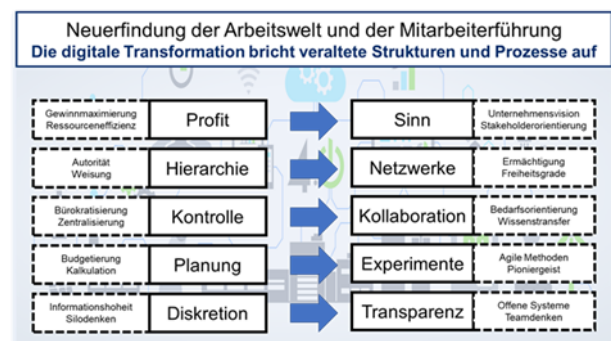 Neuerfindung der Arbeitswelt und der Mitarbeiterführung
Die digitale Transformation bricht veraltete Strukturen und Prozesse auf
Gewinnmaximierung
Ressourceneffizienz
Profit
Sinn
Unternehmensvision
Stakeholderorientierung
Autorität
Weisung
Hierarchie
Netzwerke
Ermächtigung
Freiheitsgrade
Bürokratisierung
Zentralisierung
Kontrolle
Kollaboration
Bedarfsorientierung
Wissenstransfer
Budgetierung
Kalkulation
Planung
Experimente
Agile Methoden
Pioniergeist
Informationshoheit
Silodenken
Diskretion
Transparenz
Offene Systeme
Teamdenken
4